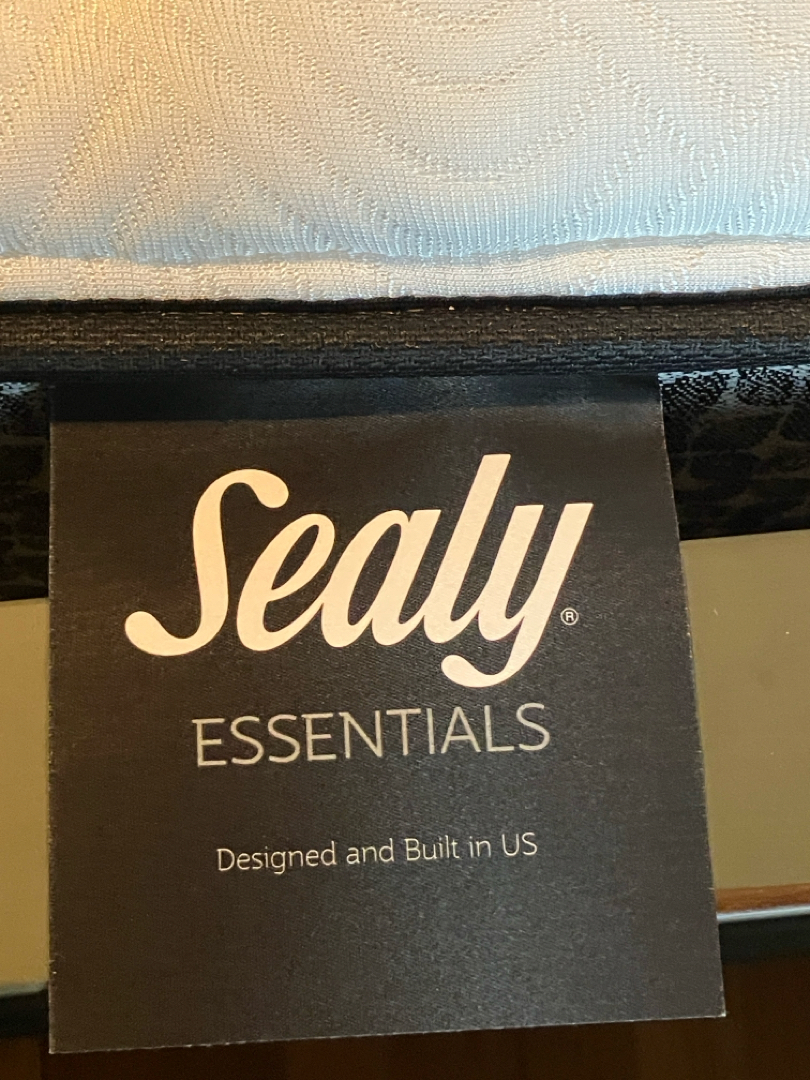 Sealy®
ESSENTIALS
Designed and Built in US